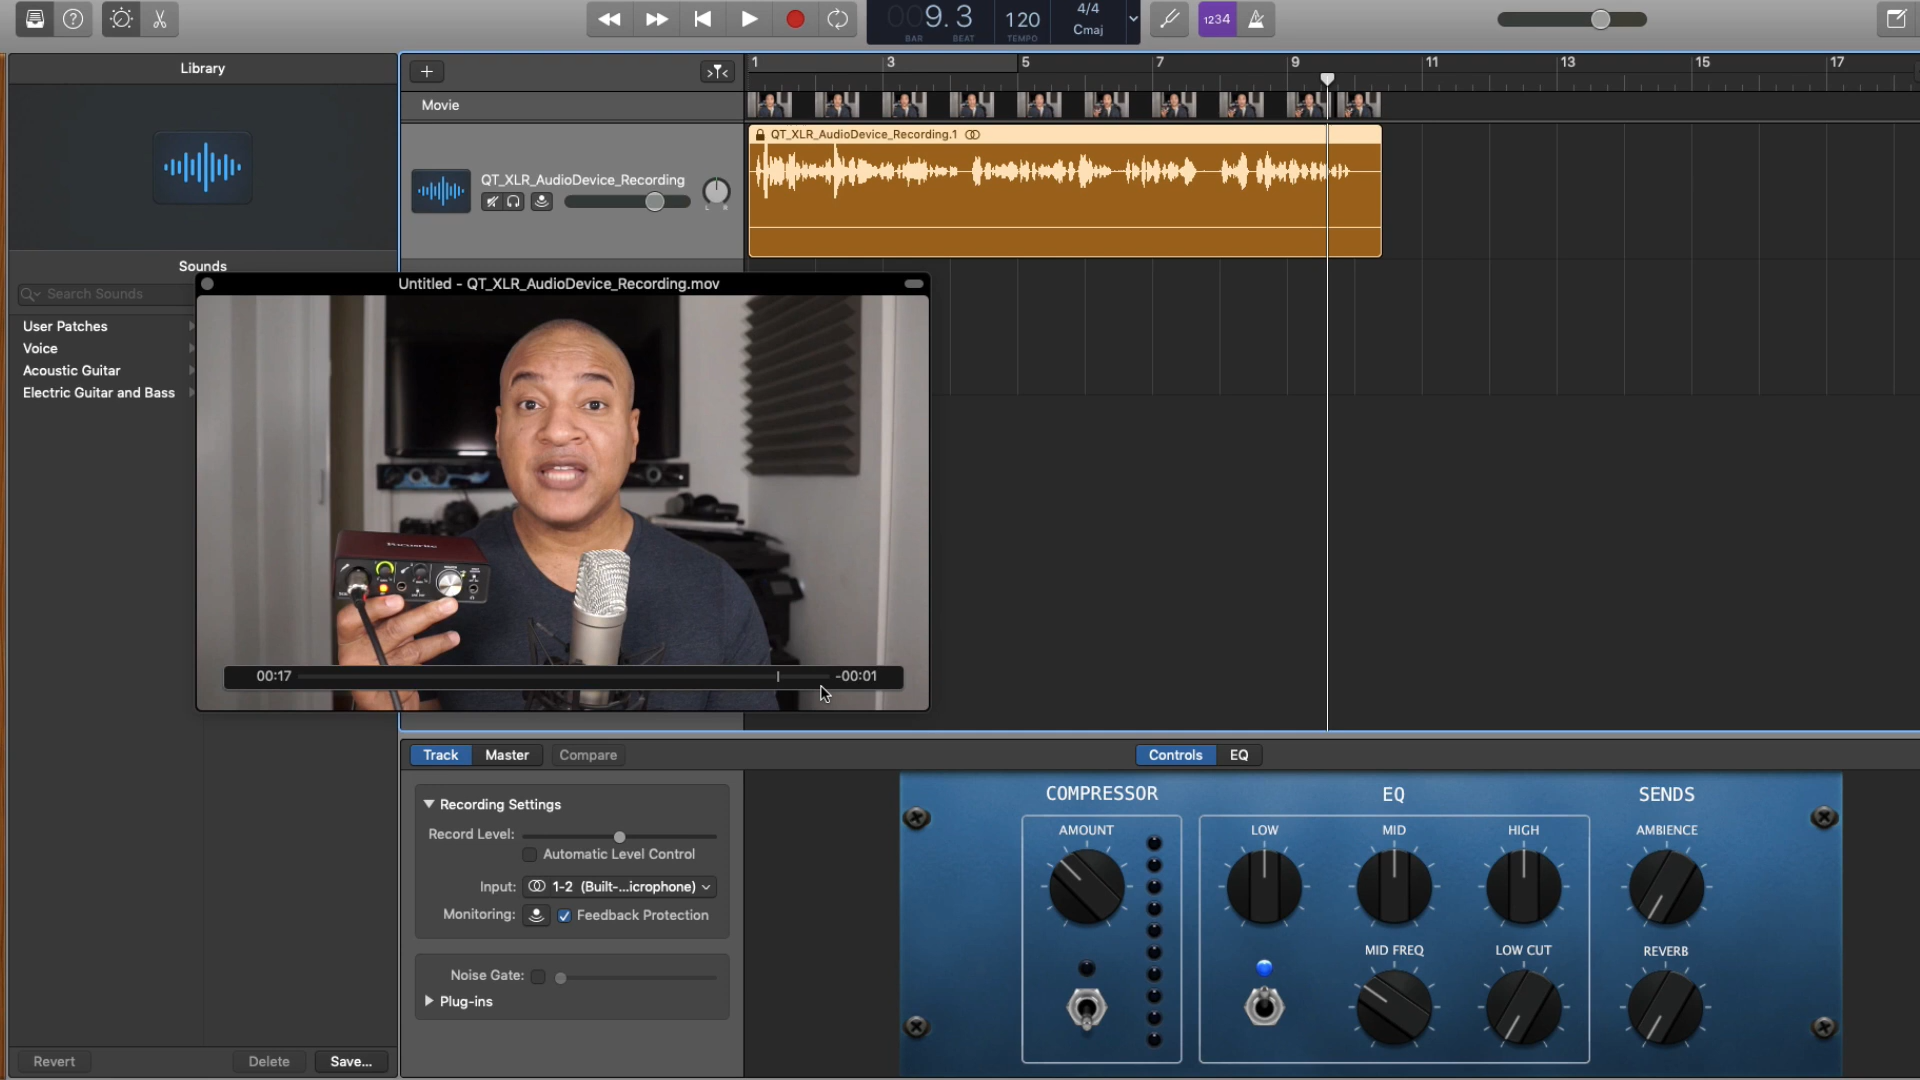 009.3
BAR
BEAT
120
TEMPO
4/4
Cmaj
1234
Library
1
3
5
7
9
11
13
15
17
Movie
QT_XLR_AudioDevice_Recording.1
QT_XLR_AudioDevice_Recording
L
R
Sounds
Search Sounds
User Patches
Voice
Acoustic Guitar
Electric Guitar and Bass
Untitled - QT_XLR_AudioDevice_Recording.mov
Focusrite
00:17
-00:01
Track
Master
Compare
Controls
EQ
Recording Settings
Record Level:
Automatic Level Control
Input:
1-2 (Built-...icrophone)
Monitoring:
Feedback Protection
Noise Gate:
Plug-ins
COMPRESSOR
EQ
SENDS
AMOUNT
LOW
MID
HIGH
AMBIENCE
MID FREQ
LOW CUT
REVERB
Revert
Delete
Save...